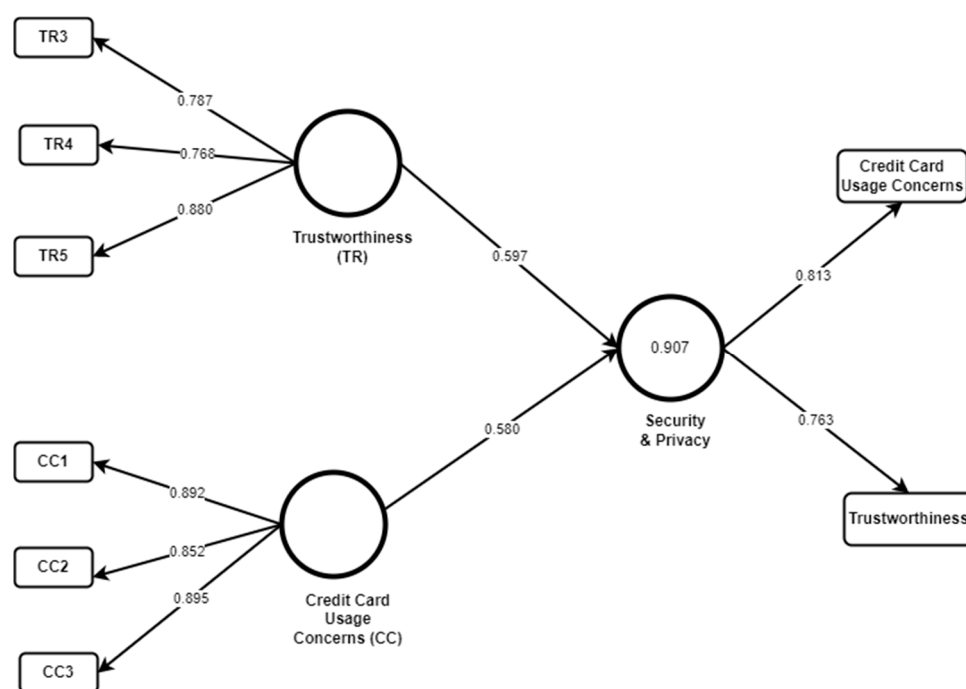 TR3
0.787
TR4
0.768
TR5
0.880
Trustworthiness
(TR)
0.597
Credit Card
Usage Concerns
0.813
0.907
Security
& Privacy
0.763
Trustworthiness
0.580
CC1
0.892
CC2
0.852
CC3
0.895
Credit Card
Usage
Concerns (CC)